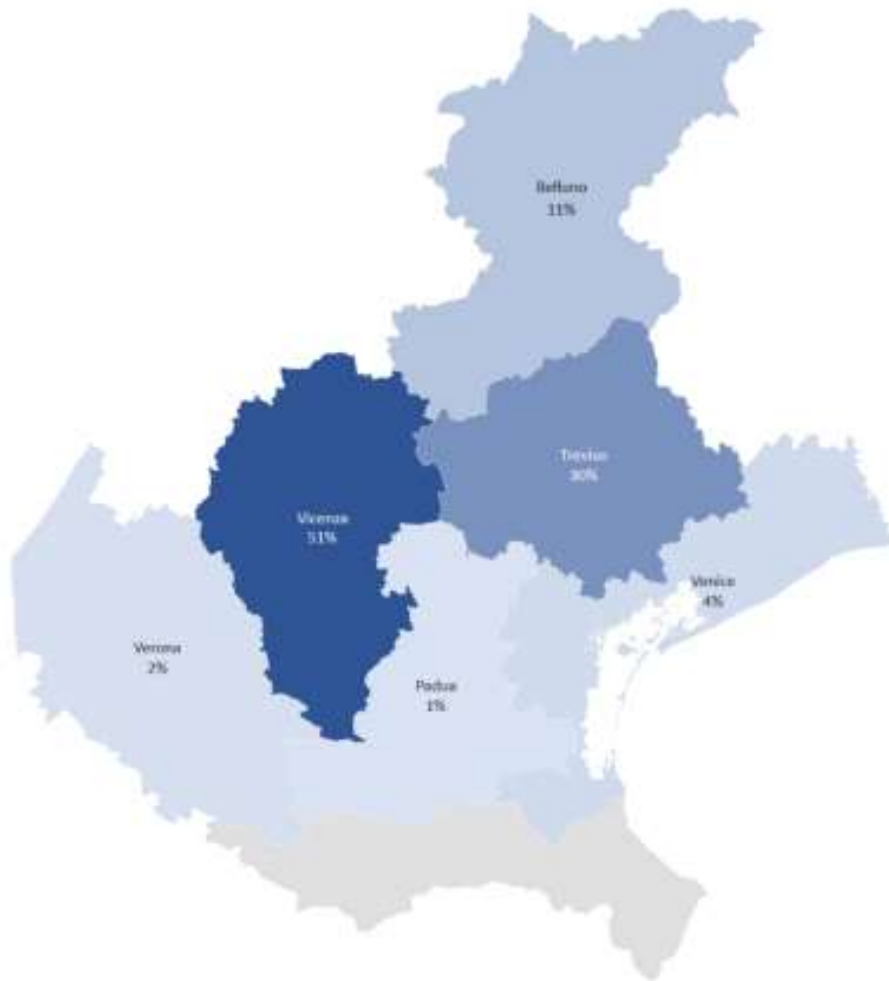 Belluno
11%
Treviso
30%
Vicenza
51%
Venice
4%
Verona
2%
Padua
1%